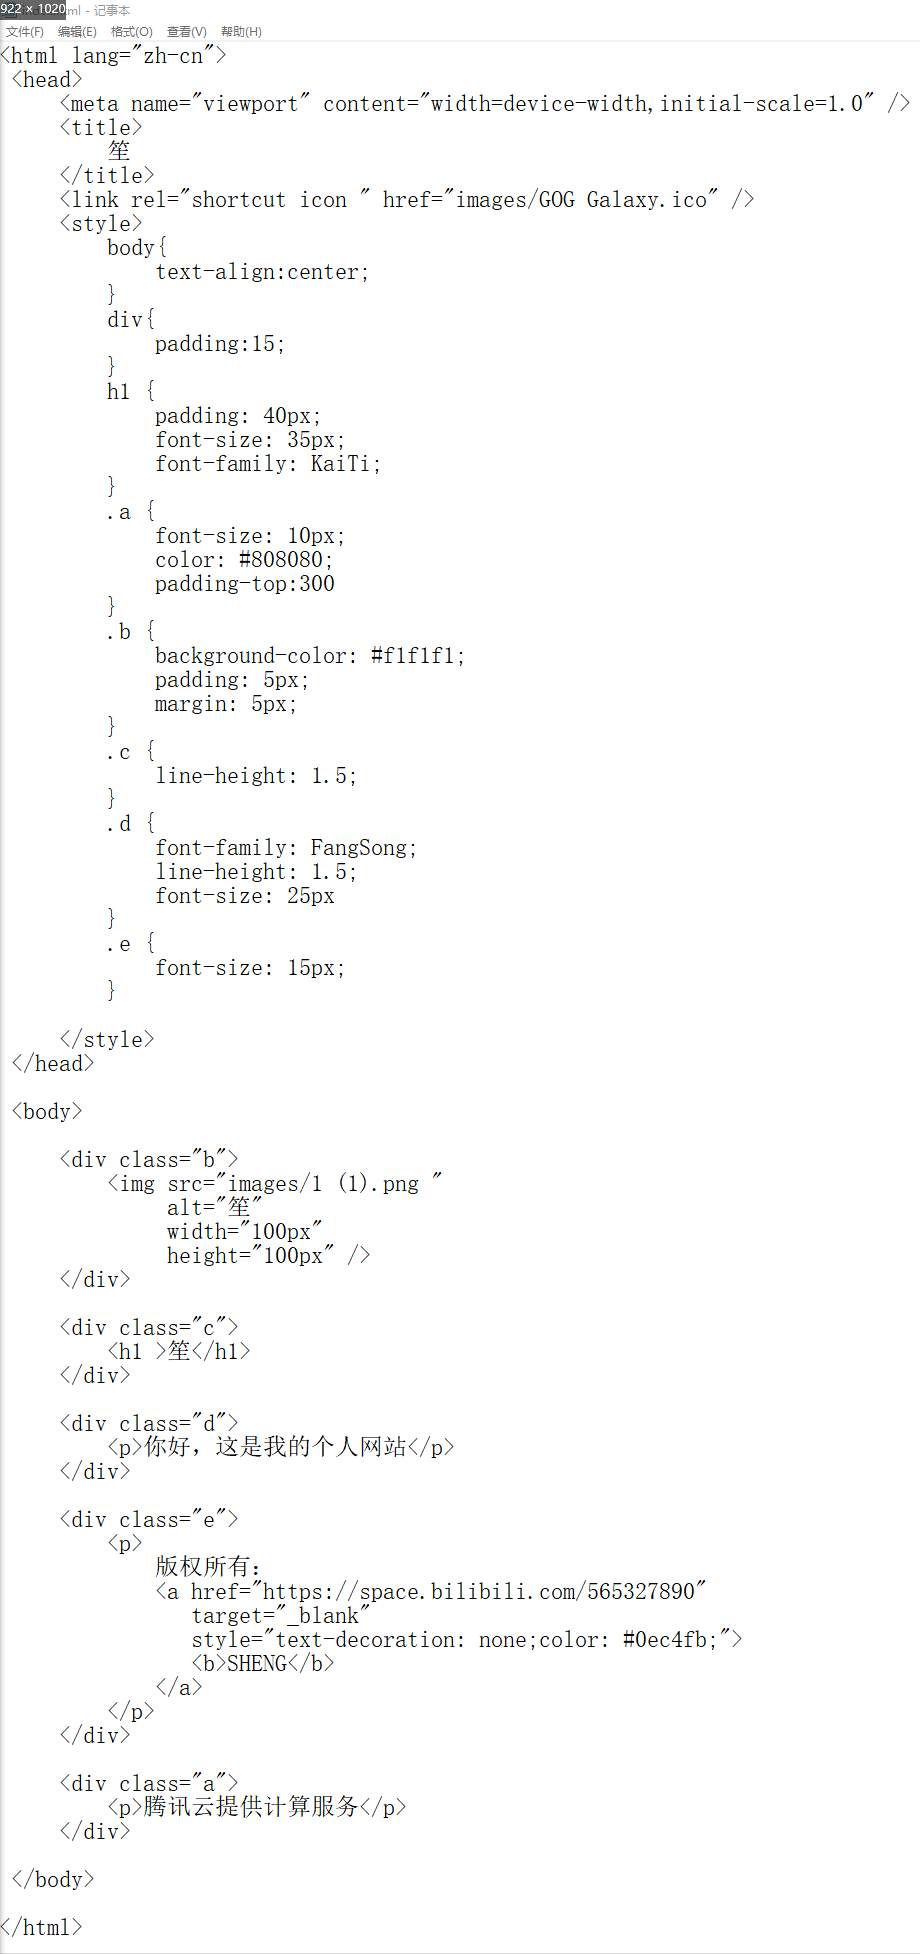 922 × 1020
ml - 记事本
文件(F) 编辑(E) 格式(O) 查看(V) 帮助(H)
<html lang="zh-cn">
<head>
<meta name="viewport" content="width=device-width,initial-scale=1.0" />
<title>
笙
</title>
<link rel="shortcut icon " href="images/GOG Galaxy.ico" />
<style>
body{
text-align:center;
}
div{
padding:15;
}
h1 {
padding: 40px;
font-size: 35px;
font-family: KaiTi;
}
.a {
font-size: 10px;
color: #808080;
padding-top:300
}
.b {
background-color: #f1f1f1;
padding: 5px;
margin: 5px;
}
.c {
line-height: 1.5;
}
.d {
font-family: FangSong;
line-height: 1.5;
font-size: 25px
}
.e {
font-size: 15px;
}
</style>
</head>
<body>
<div class="b">
<img src="images/1 (1).png "
alt="笙"
width="100px"
height="100px" />
</div>
<div class="c">
<h1 >笙</h1>
</div>
<div class="d">
<p>你好，这是我的个人网站</p>
</div>
<div class="e">
<p>
版权所有：
<a href="https://space.bilibili.com/565327890"
target="_blank"
style="text-decoration: none;color: #0ec4fb;">
<b>SHENG</b>
</a>
</p>
</div>
<div class="a">
<p>腾讯云提供计算服务</p>
</div>
</body>
</html>